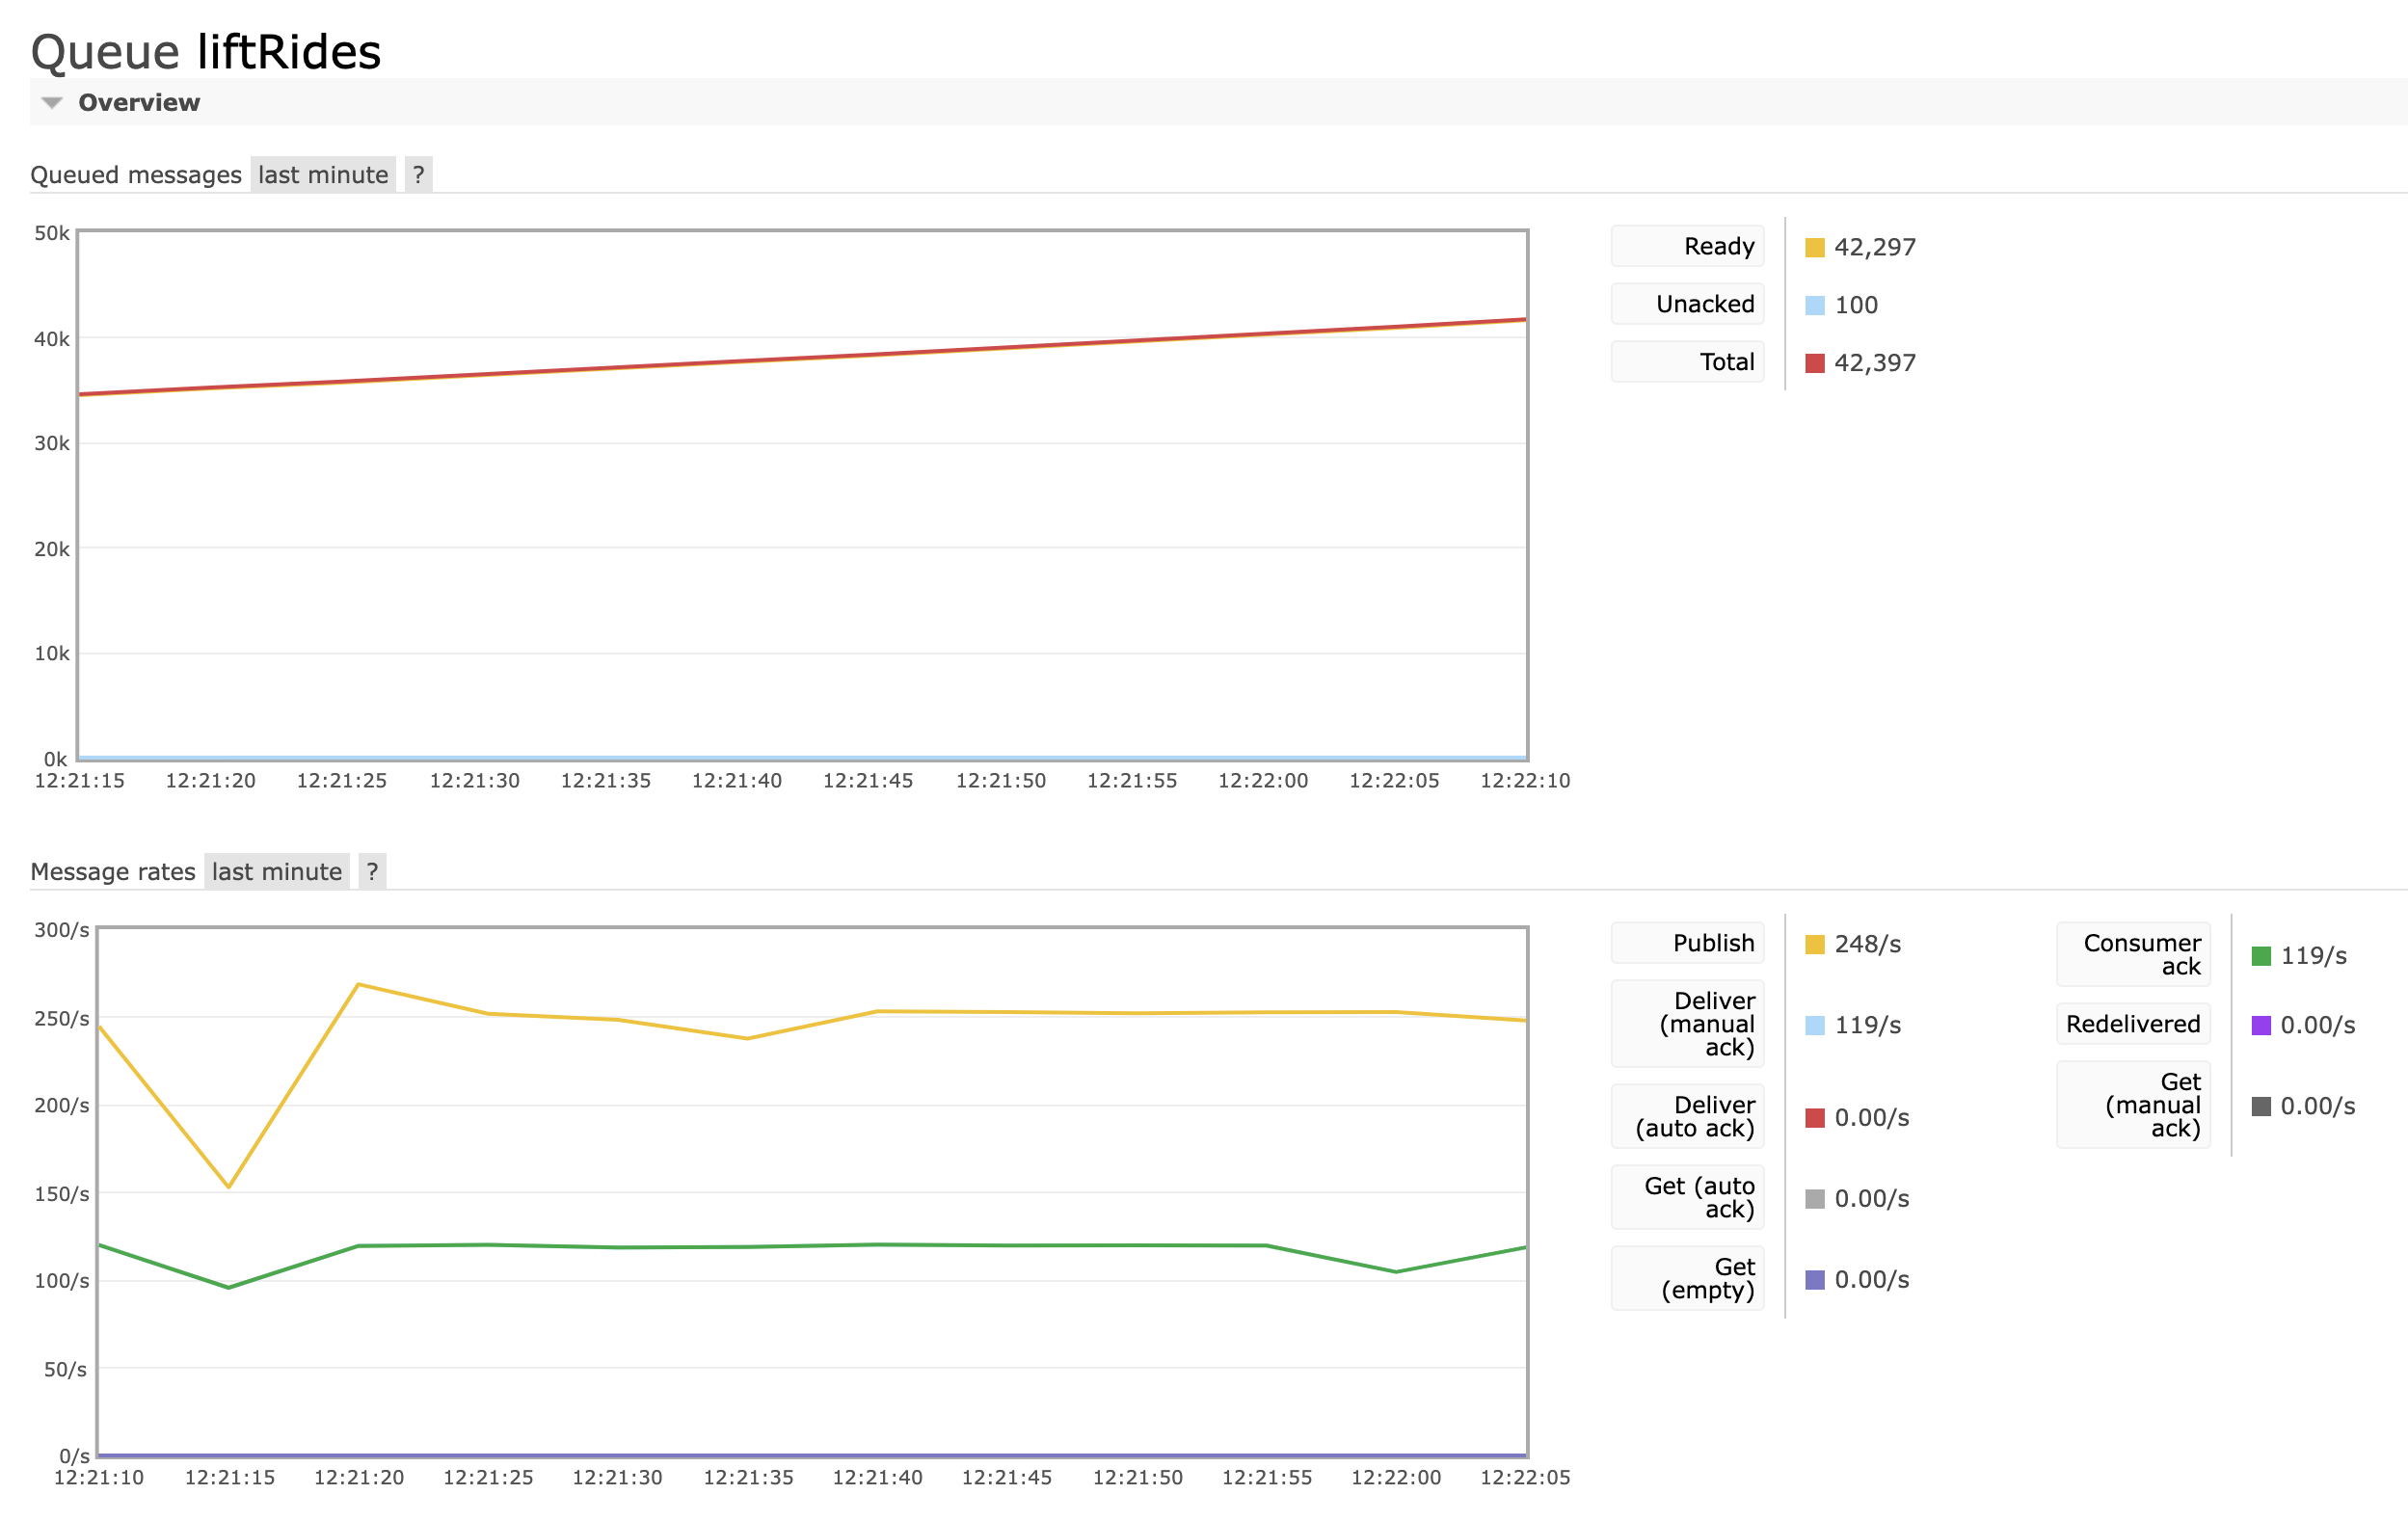 Queue liftRides
Overview
Queued messages last minute ?
50k
40k
30k
20k
10k
0k
12:21:15 12:21:20 12:21:25 12:21:30 12:21:35 12:21:40 12:21:45 12:21:50 12:21:55 12:22:00 12:22:05 12:22:10
Ready 42,297
Unacked 100
Total 42,397
Message rates last minute ?
300/s
250/s
200/s
150/s
100/s
50/s
0/s
12:21:10 12:21:15 12:21:20 12:21:25 12:21:30 12:21:35 12:21:40 12:21:45 12:21:50 12:21:55 12:22:00 12:22:05
Publish 248/s
Deliver
(manual 119/s
ack)
Deliver
(auto ack) 0.00/s
Get (auto
ack) 0.00/s
Get
(empty) 0.00/s
Consumer
ack 119/s
Redelivered 0.00/s
Get
(manual 0.00/s
ack)